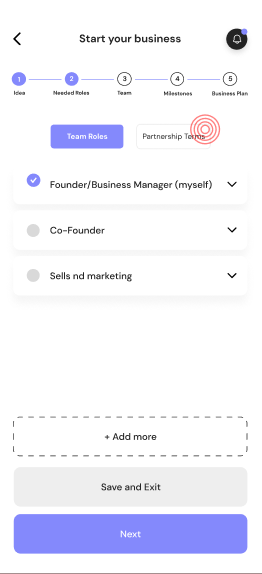 Start your business
1 2 3 4 5
Idea Needed Roles Team Milestones Business Plan
Team Roles Partnership Terms
Founder/Business Manager (myself)
Co-Founder
Sells nd marketing
+ Add more
Save and Exit
Next